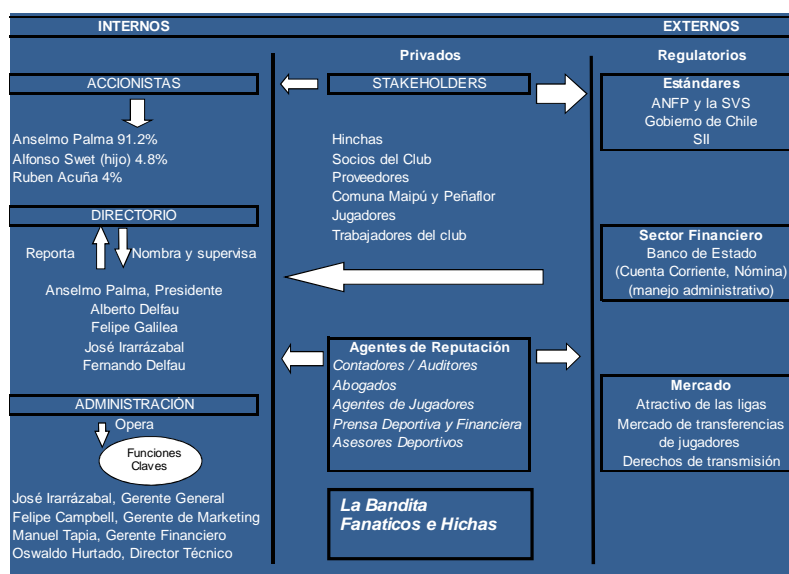 INTERNOS
EXTERNOS
Privados
Regulatorios
ACCIONISTAS
Anselmo Palma 91.2%
Alfonso Swet (hijo) 4.8%
Ruben Acuña 4%
DIRECTORIO
Reporta
Nombra y supervisa
Anselmo Palma, Presidente
Alberto Delfau
Felipe Galilea
José Irarrázabal
Fernando Delfau
ADMINISTRACIÓN
Opera
Funciones
Claves
José Irarrázabal, Gerente General
Felipe Campbell, Gerente de Marketing
Manuel Tapia, Gerente Financiero
Oswaldo Hurtado, Director Técnico
STAKEHOLDERS
Hinchas
Socios del Club
Proveedores
Comuna Maipú y Peñaflor
Jugadores
Trabajadores del club
Agentes de Reputación
Contadores / Auditores
Abogados
Agentes de Jugadores
Prensa Deportiva y Financiera
Asesores Deportivos
La Bandita
Fanaticos e Hichas
Estándares
ANFP y la SVS
Gobierno de Chile
SII
Sector Financiero
Banco de Estado
(Cuenta Corriente, Nómina)
(manejo administrativo)
Mercado
Atractivo de las ligas
Mercado de transferencias
de jugadores
Derechos de transmisión